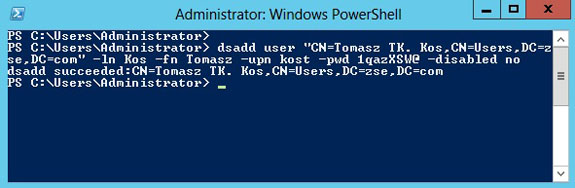 Administrator: Windows PowerShell
PS C:\Users\Administrator>
PS C:\Users\Administrator> dsadd user "CN=Tomasz TK. Kos,CN=Users,DC=z
se,DC=com" -ln Kos -fn Tomasz -upn kost -pwd 1qazXSW@ -disabled no
dsadd succeeded:CN=Tomasz TK. Kos,CN=Users,DC=zse,DC=com
PS C:\Users\Administrator>